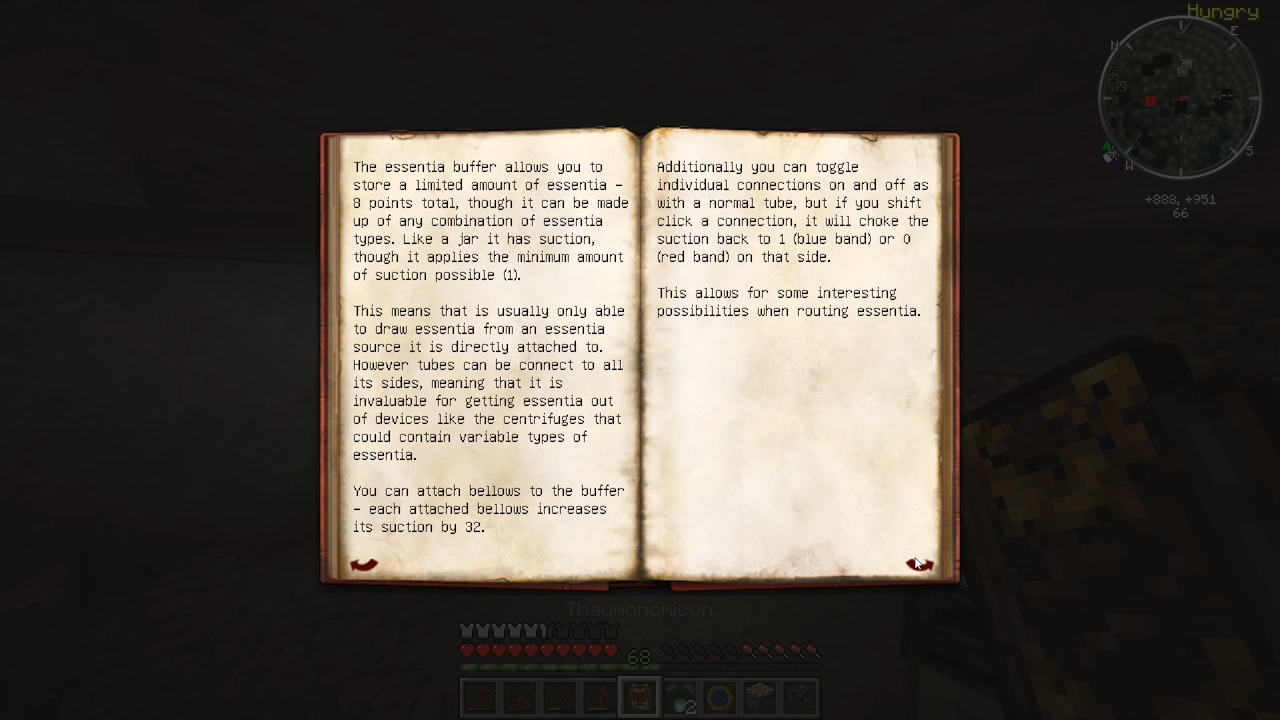 Hungry
N
E
S
W
+888, +951
66
The essentia buffer allows you to
store a limited amount of essentia -
8 points total, though it can be made
up of any combination of essentia
types. Like a jar it has suction,
though it applies the minimum amount
of suction possible (1).
This means that is usually only able
to draw essentia from an essentia
source it is directly attached to.
However tubes can be connect to all
its sides, meaning that it is
invaluable for getting essentia out
of devices like the centrifuges that
could contain variable types of
essentia.
You can attach bellows to the buffer
- each attached bellows increases
its suction by 32.
Additionally you can toggle
individual connections on and off as
with a normal tube, but if you shift
click a connection, it will choke the
suction back to 1 (blue band) or 0
(red band) on that side.
This allows for some interesting
possibilities when routing essentia.
Thaumonomicon
68
2